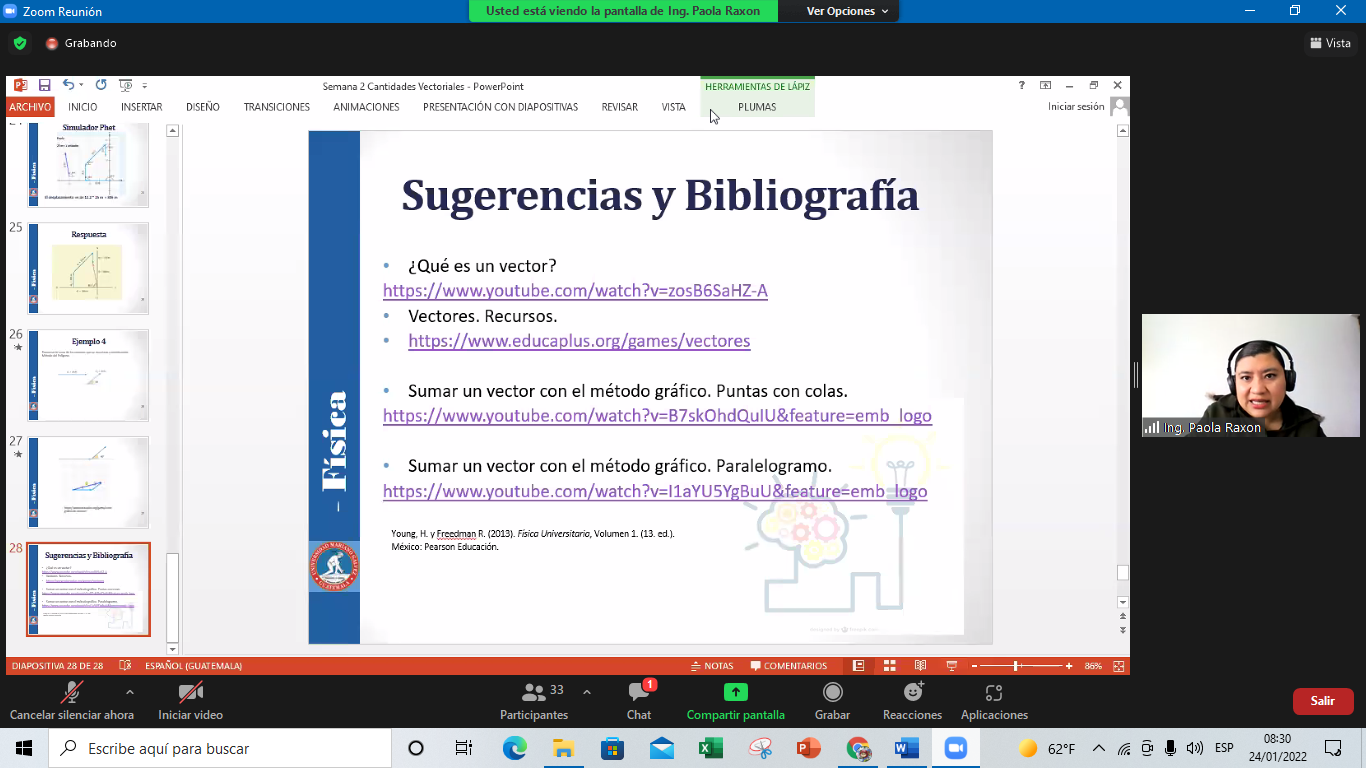 Zoom Reunión
Usted está viendo la pantalla de Ing. Paola Raxon
Ver Opciones
Grabando
Vista
Semana 2 Cantidades Vectoriales - PowerPoint
HERRAMIENTAS DE LÁPIZ
ARCHIVO INICIO INSERTAR DISEÑO TRANSICIONES ANIMACIONES PRESENTACIÓN CON DIAPOSITIVAS REVISAR VISTA PLUMAS
Iniciar sesión
Simulador Phet
25
Respuesta
26
Ejemplo 4
27
28
Sugerencias y Bibliografía
Sugerencias y Bibliografía
• ¿Qué es un vector?
https://www.youtube.com/watch?v=zosB6SaHZ-A
• Vectores. Recursos.
• https://www.educaplus.org/games/vectores
• Sumar un vector con el método gráfico. Puntas con colas.
https://www.youtube.com/watch?v=B7skOhdQuIU&feature=emb_logo
• Sumar un vector con el método gráfico. Paralelogramo.
https://www.youtube.com/watch?v=I1aYU5YgBuU&feature=emb_logo
Young, H. y Freedman R. (2013). Física Universitaria, Volumen 1. (13. ed.).
México: Pearson Educación.
- Física
Ing. Paola Raxon
DIAPOSITIVA 28 DE 28
ESPAÑOL (GUATEMALA)
NOTAS
COMENTARIOS
86%
Cancelar silenciar ahora
Iniciar video
33
Participantes
1
Chat
Compartir pantalla
Grabar
Reacciones
Aplicaciones
Salir
Escribe aquí para buscar
62°F
ESP
08:30
24/01/2022